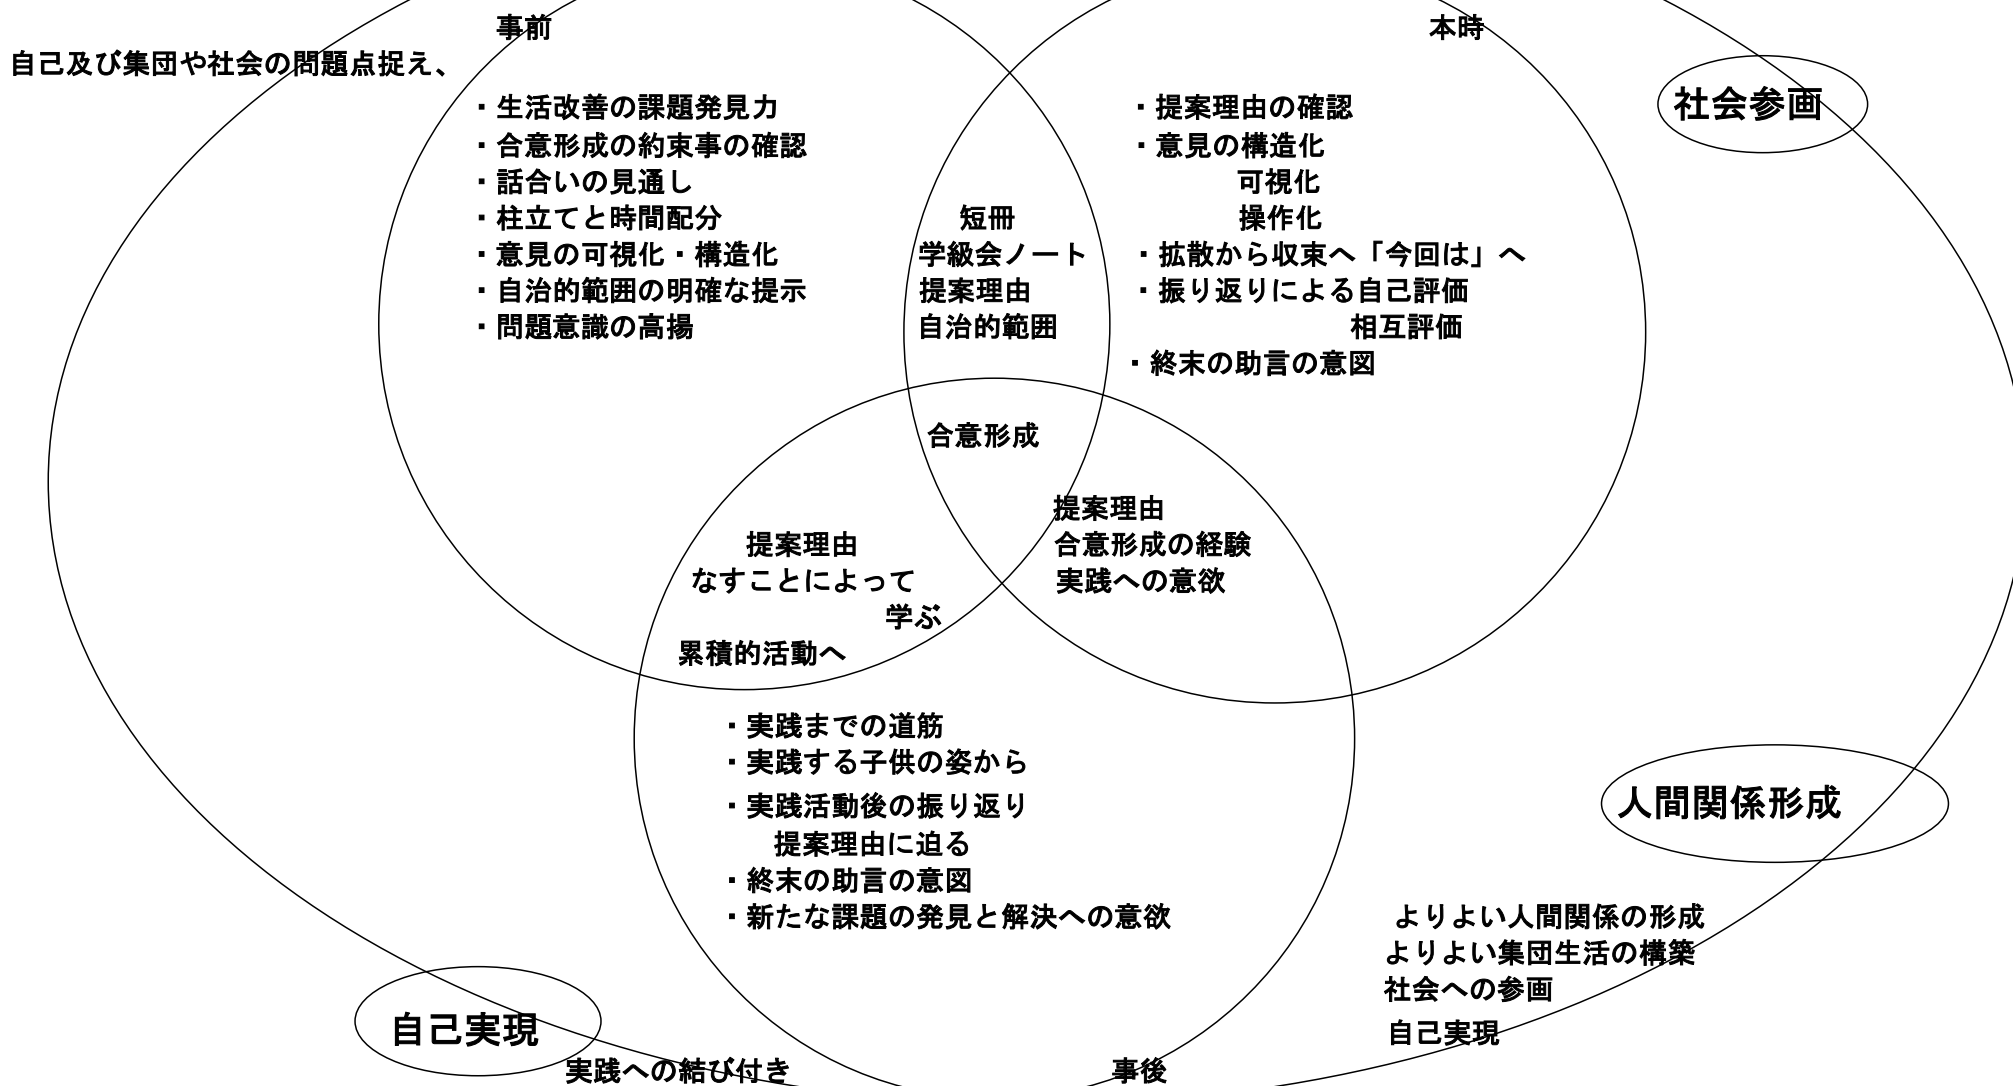 事前
本時
自己及び集団や社会の問題点捉え、
社会参画
・生活改善の課題発見力
・合意形成の約束事の確認
・話合いの見通し
・柱立てと時間配分
・意見の可視化・構造化
・自治的範囲の明確な提示
・問題意識の高揚
短冊
学級会ノート
提案理由
自治的範囲
・提案理由の確認
・意見の構造化
可視化
操作化
・拡散から収束へ「今回は」へ
・振り返りによる自己評価
相互評価
・終末の助言の意図
合意形成
提案理由
なすことによって
学ぶ
累積的活動へ
提案理由
合意形成の経験
実践への意欲
・実践までの道筋
・実践する子供の姿から
・実践活動後の振り返り
提案理由に迫る
・終末の助言の意図
・新たな課題の発見と解決への意欲
人間関係形成
よりよい人間関係の形成
よりよい集団生活の構築
社会への参画
自己実現
自己実現
実践への結び付き
事後